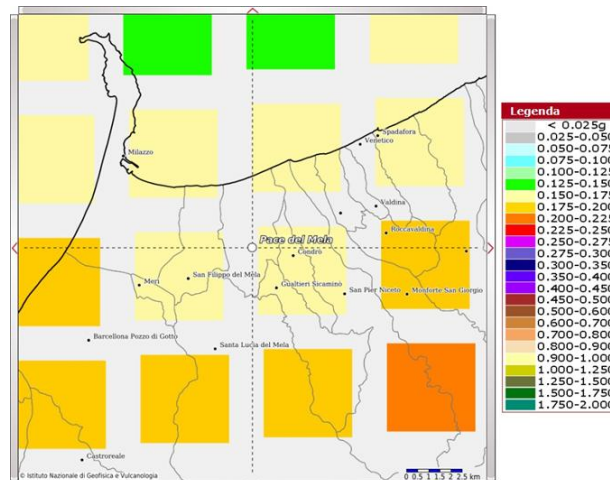 Legenda
< 0.025g
0.025-0.050
0.050-0.075
0.075-0.100
0.100-0.125
0.125-0.150
0.150-0.175
0.175-0.200
0.200-0.225
0.225-0.250
0.250-0.275
0.275-0.300
0.300-0.350
0.350-0.400
0.400-0.450
0.450-0.500
0.500-0.600
0.600-0.700
0.700-0.800
0.800-0.900
0.900-1.000
1.000-1.250
1.250-1.500
1.500-1.750
1.750-2.000
Spadafora
Venetico
Milazzo
Valdina
Roccavaldina
Pace del Mela
Condrò
San Filippo del Mela
Merì
Gualtieri Sicaminò
San Pier Niceto
Monforte San Giorgio
Barcellona Pozzo di Gotto
Santa Lucia del Mela
Castroreale
© Istituto Nazionale di Geofisica e Vulcanologia
0 0.5 1 1.5 2 2.5 km